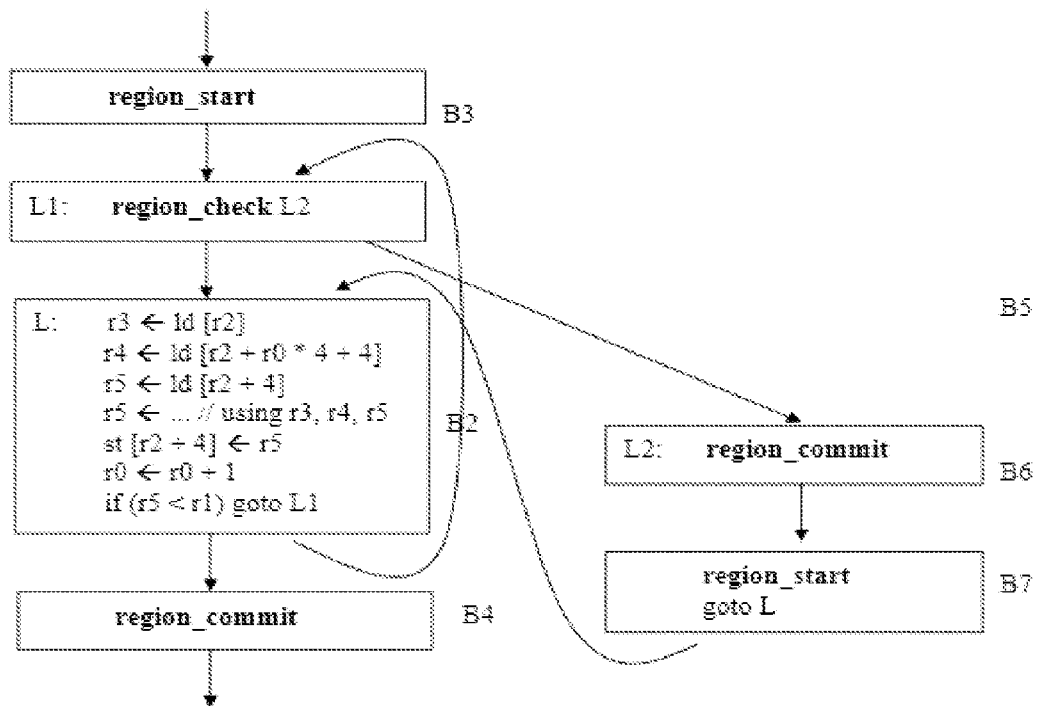 region_start
B3
L1: region_check L2
B5
L: r3 ← ld [r2]
r4 ← ld [r2 + r0 * 4 + 4]
r5 ← ld [r2 + 4]
r5 ← ... // using r3, r4, r5
B2
st [r2 + 4] ← r5
r0 ← r0 + 1
if (r5 < r1) goto L1
L2: region_commit
B6
region_start
goto L
B7
region_commit
B4